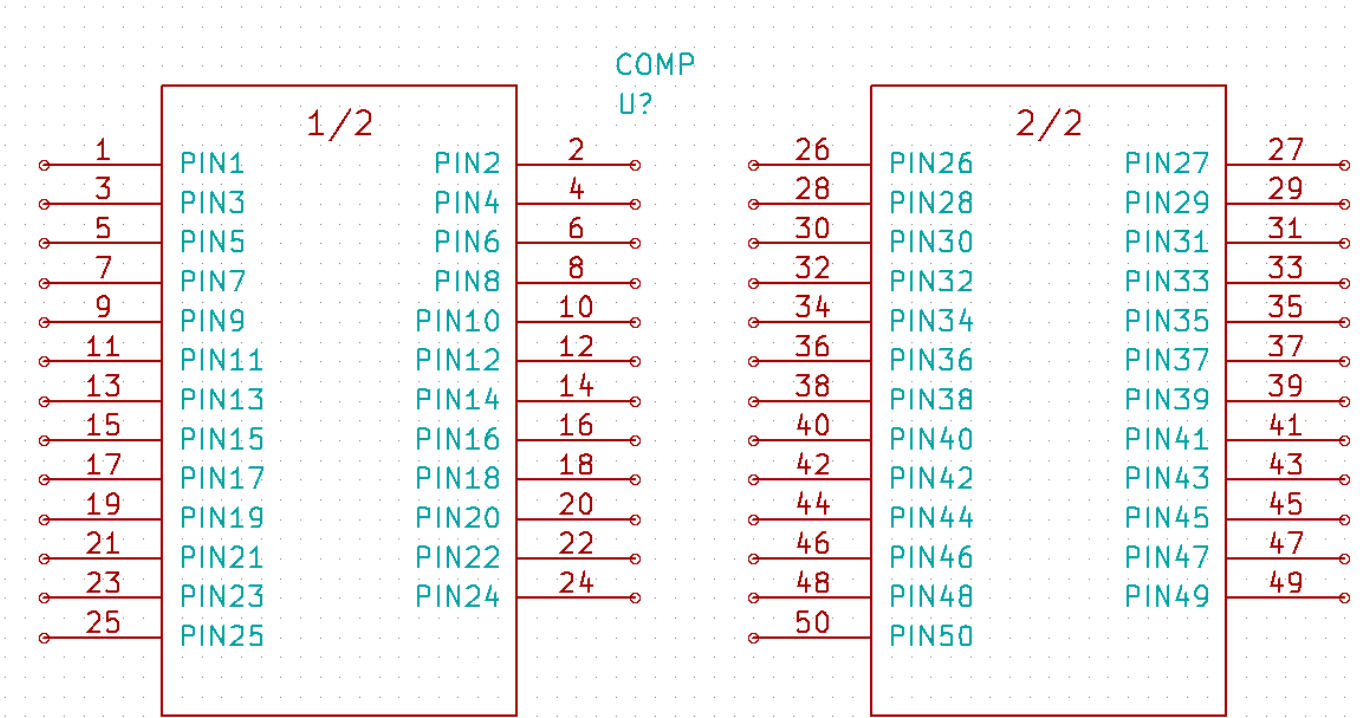 COMP
U?
1/2
1 PIN1 PIN2 2
3 PIN3 PIN4 4
5 PIN5 PIN6 6
7 PIN7 PIN8 8
9 PIN9 PIN10 10
11 PIN11 PIN12 12
13 PIN13 PIN14 14
15 PIN15 PIN16 16
17 PIN17 PIN18 18
19 PIN19 PIN20 20
21 PIN21 PIN22 22
23 PIN23 PIN24 24
25 PIN25
2/2
26 PIN26 PIN27 27
28 PIN28 PIN29 29
30 PIN30 PIN31 31
32 PIN32 PIN33 33
34 PIN34 PIN35 35
36 PIN36 PIN37 37
38 PIN38 PIN39 39
40 PIN40 PIN41 41
42 PIN42 PIN43 43
44 PIN44 PIN45 45
46 PIN46 PIN47 47
48 PIN48 PIN49 49
50 PIN50